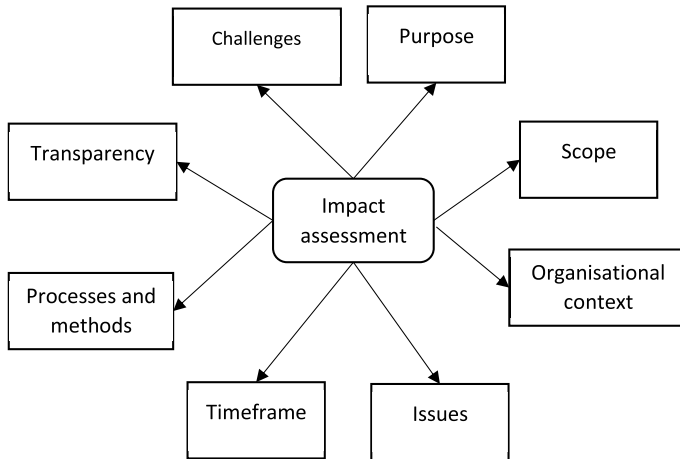 Challenges
Purpose
Transparency
Scope
Impact
assessment
Organisational
context
Processes and
methods
Timeframe
Issues